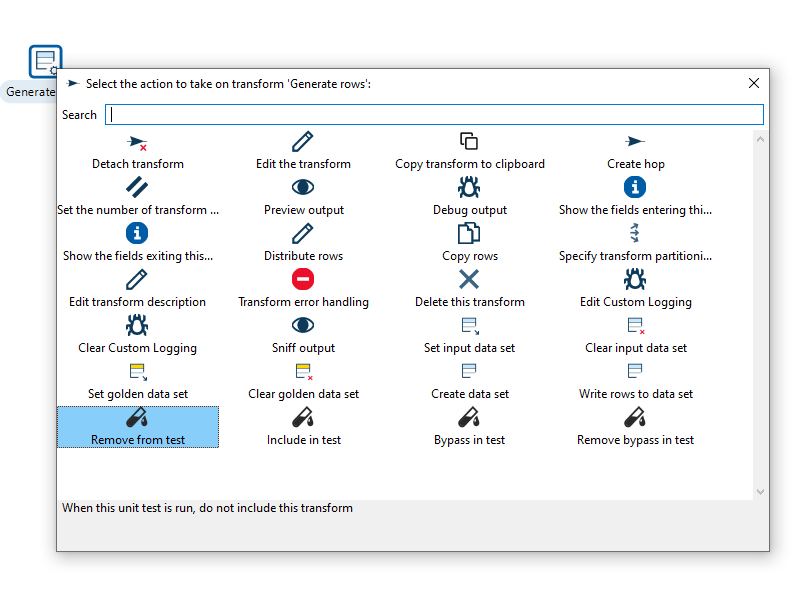 Generate
Select the action to take on transform 'Generate rows':
Search
Detach transform
Edit the transform
Copy transform to clipboard
Create hop
Set the number of transform ...
Preview output
Debug output
Show the fields entering thi...
Show the fields exiting this...
Distribute rows
Copy rows
Specify transform partitioni...
Edit transform description
Transform error handling
Delete this transform
Edit Custom Logging
Clear Custom Logging
Sniff output
Set input data set
Clear input data set
Set golden data set
Clear golden data set
Create data set
Write rows to data set
Remove from test
Include in test
Bypass in test
Remove bypass in test
When this unit test is run, do not include this transform